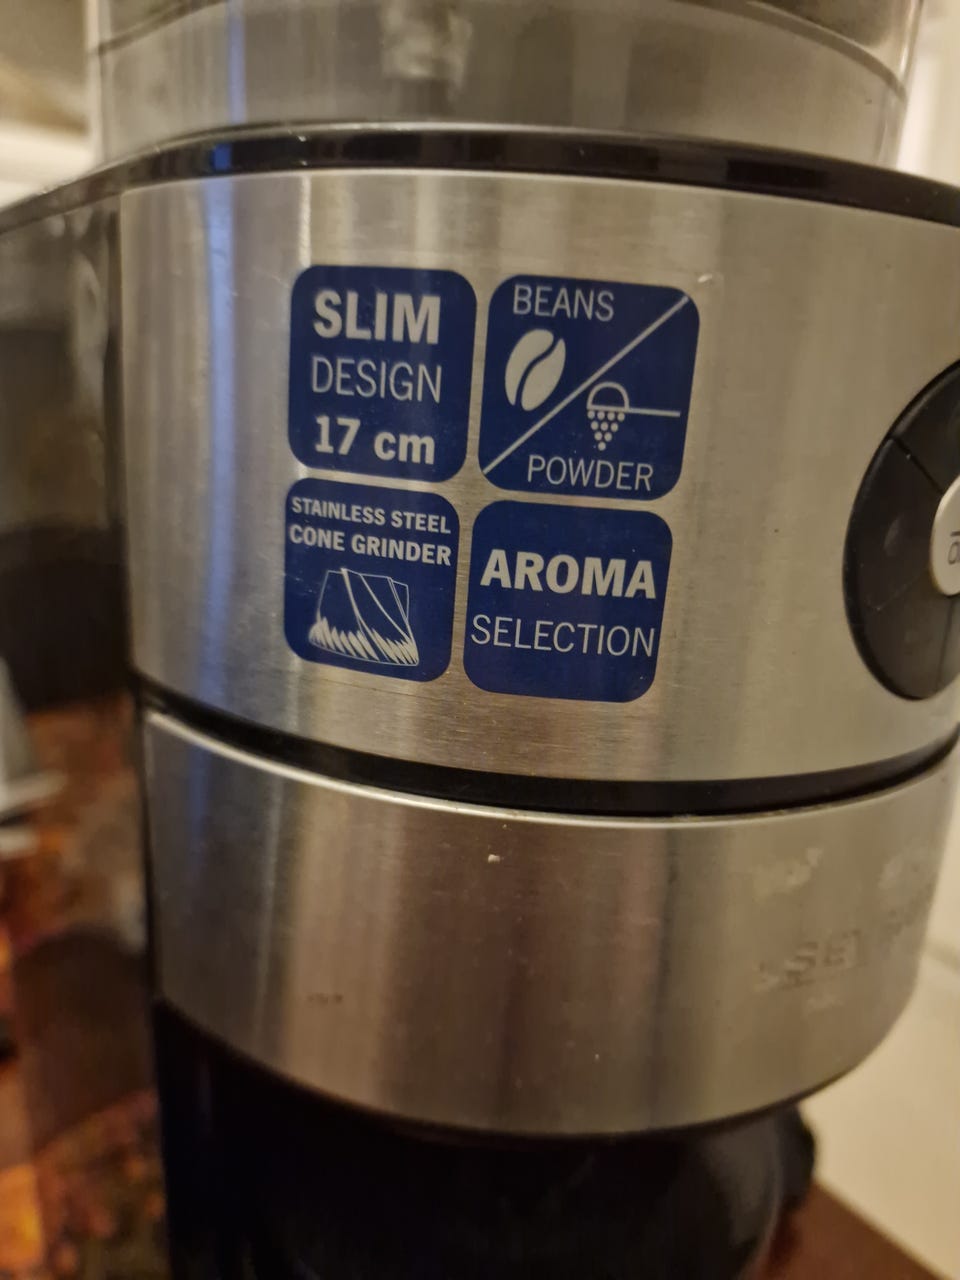 SLIM
DESIGN
17 cm
BEANS
POWDER
STAINLESS STEEL
CONE GRINDER
AROMA
SELECTION